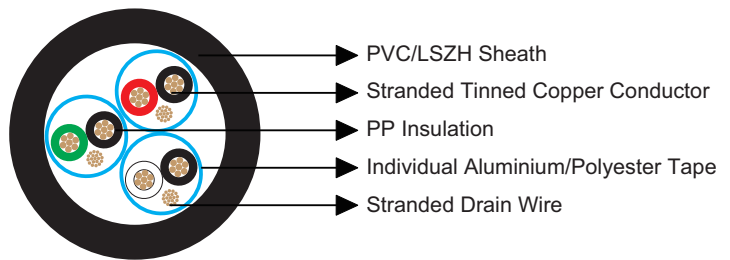 PVC/LSZH Sheath
Stranded Tinned Copper Conductor
PP Insulation
Individual Aluminium/Polyester Tape
Stranded Drain Wire